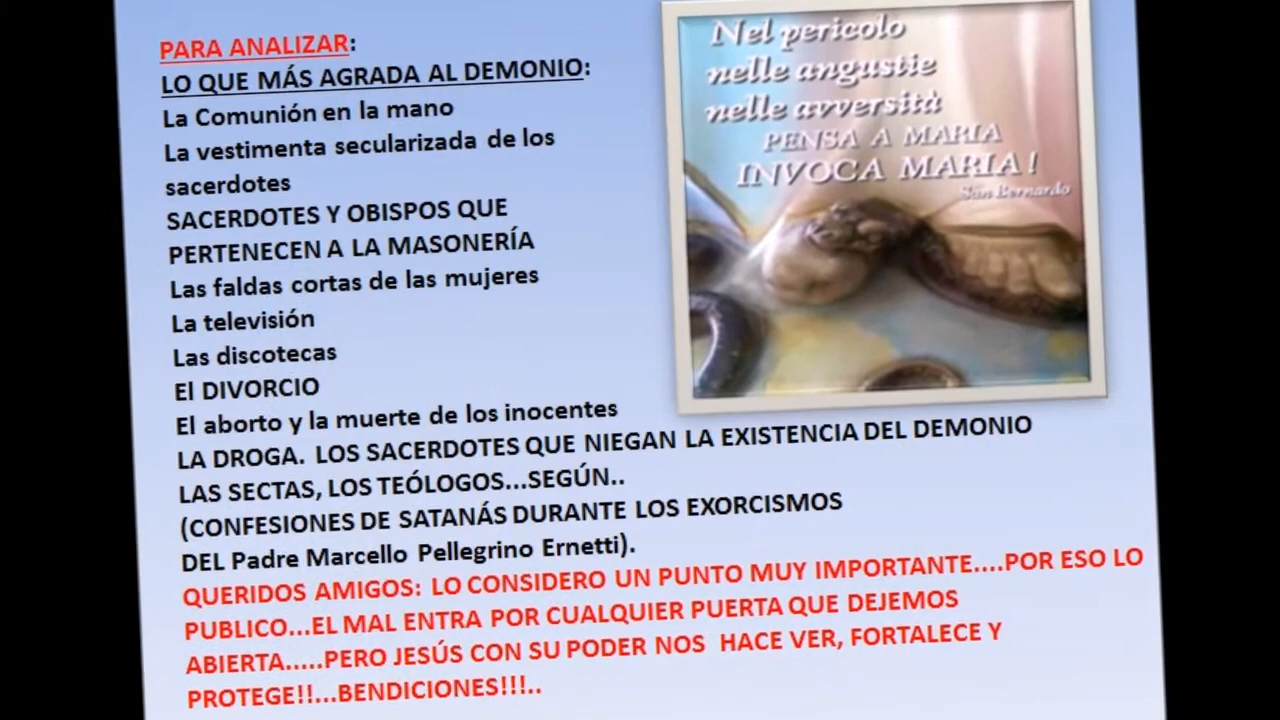 PARA ANALIZAR:
LO QUE MÁS AGRADA AL DEMONIO:
La Comunión en la mano
La vestimenta secularizada de los
sacerdotes
SACERDOTES Y OBISPOS QUE
PERTENECEN A LA MASONERÍA
Las faldas cortas de las mujeres
La televisión
Las discotecas
El DIVORCIO
El aborto y la muerte de los inocentes
LA DROGA. LOS SACERDOTES QUE NIEGAN LA EXISTENCIA DEL DEMONIO
LAS SECTAS, LOS TEÓLOGOS...SEGÚN..
(CONFESIONES DE SATANÁS DURANTE LOS EXORCISMOS
DEL Padre Marcello Pellegrino Ernetti).
QUERIDOS AMIGOS: LO CONSIDERO UN PUNTO MUY IMPORTANTE....POR ESO LO
PUBLICO...EL MAL ENTRA POR CUALQUIER PUERTA QUE DEJEMOS
ABIERTA.....PERO JESÚS CON SU PODER NOS HACE VER, FORTALECE Y
PROTEGE!!...BENDICIONES!!!..
Nel pericolo
nelle angustie
nelle avversità
PENSA A MARIA
INVOCA MARIA!
San Bernardo